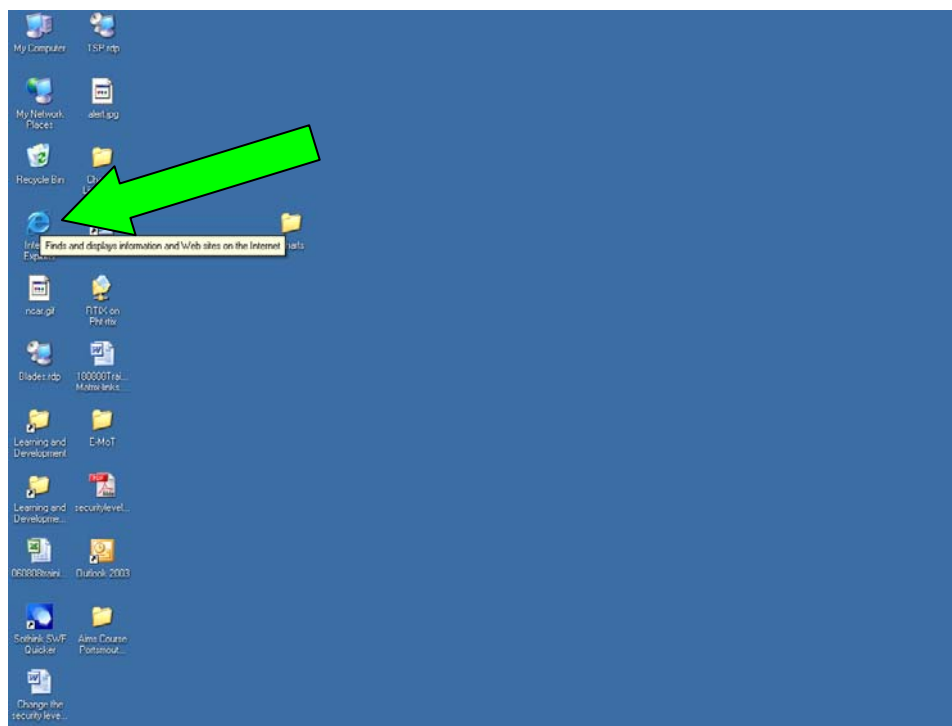 My Computer
TSP.rdp
My Network
Places
alert.jpg
Recycle Bin
Finds and displays information and Web sites on the Internet
ncar.gif
RTIX on
Blades.rdp
100000Trai...
Matrix links...
Learning and
Development
E-MoT
Learning and
Developme...
securitylevel...
060808traini...
Outlook 2003
Sothink SWF
Quicker
Aims Course
Portsmout...
Change the
security leve...